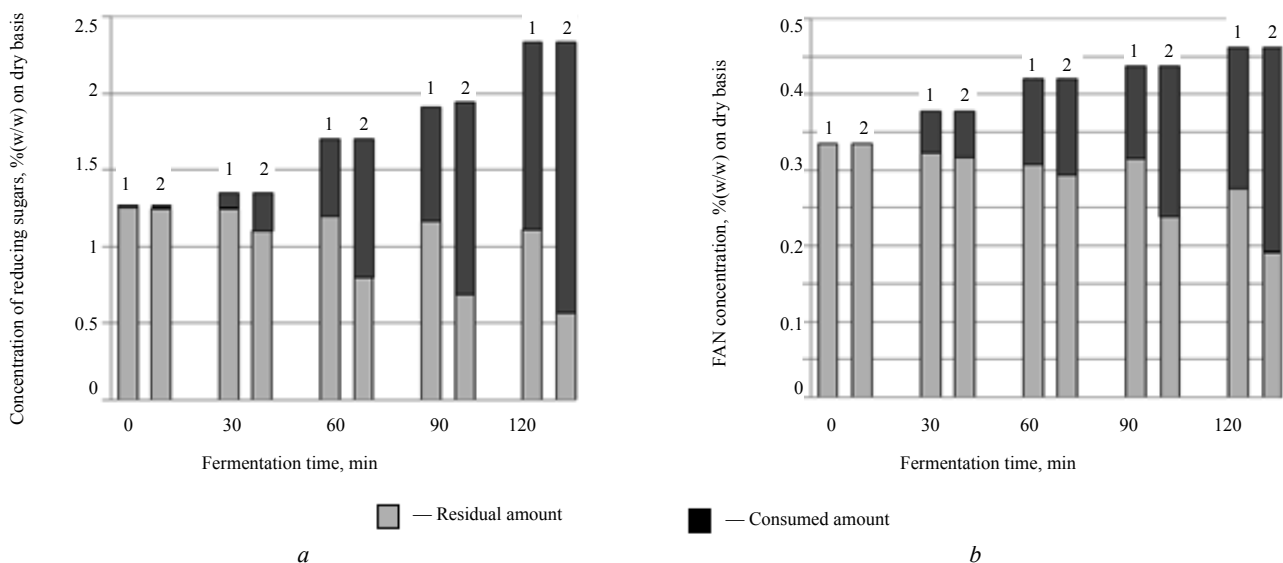 Concentration of reducing sugars, %(w/w) on dry basis
2.5
2
1.5
1
0.5
0
1 2
1 2
1 2
1 2
1 2
0 30 60 90 120
Fermentation time, min
FAN concentration, %(w/w) on dry basis
0.5
0.4
0.3
0.2
0.1
0
1 2
1 2
1 2
1 2
1 2
0 30 60 90 120
Fermentation time, min
— Residual amount
— Consumed amount
a
b